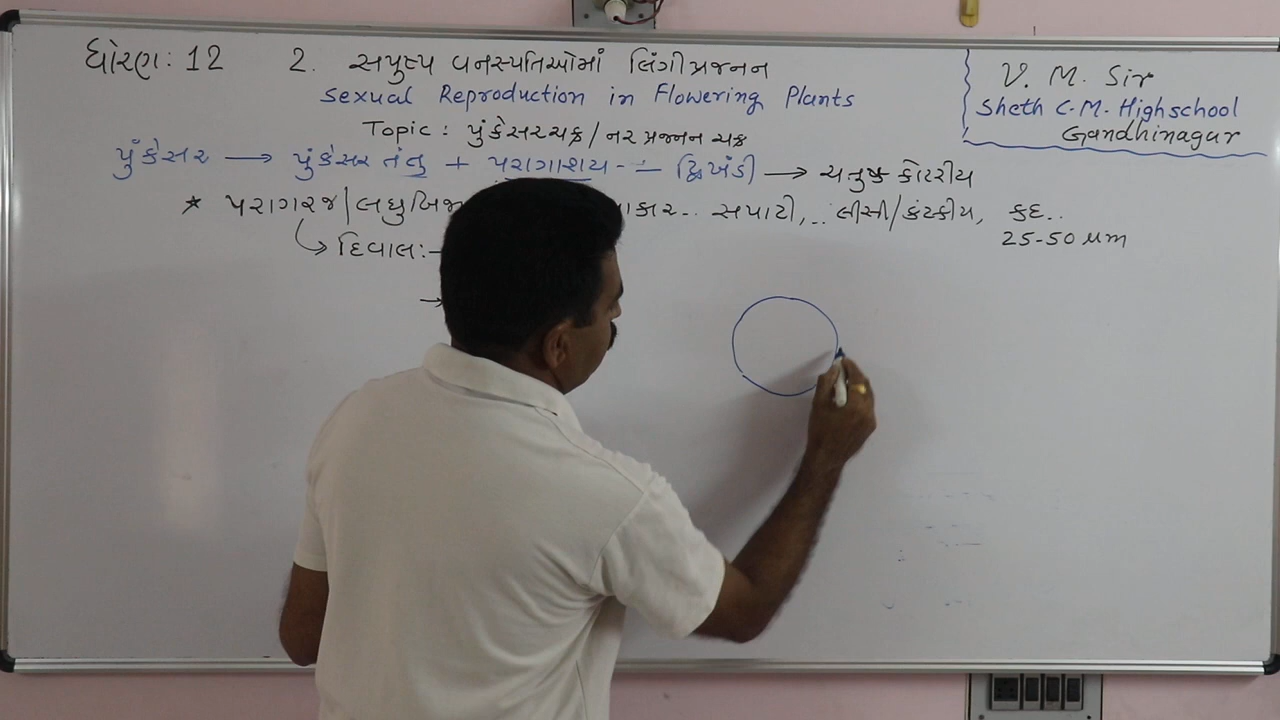 ધોરણ: 12 2. સપુષ્પ વનસ્પતિઓમાં લિંગીપ્રજનન
Sexual Reproduction in Flowering Plants
V. M. Sir
Sheth C.M. Highschool
Gandhinagar
Topic: પુંકેસરચક્ર/નર પ્રજનન ચક્ર
પુંકેસર → પુંકેસર તંતુ + પરાગાશય - દ્વિખંડી → ચતુષ્ક કોટરીય
* પરાગરજ/લઘુબિજા આકાર.. સપાટી,.. લીસી/કંટકીય, કદ..
25-50 μm
↳ દિવાલ:-
→